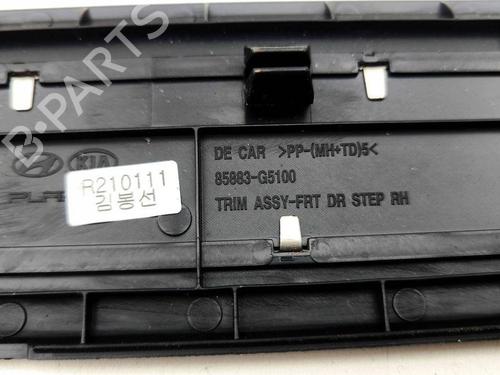 B PARTS
KIA
R210111
김봉선
DE CAR >PP-(MH+TD)5<
85883-G5100
TRIM ASSY-FRT DR STEP RH